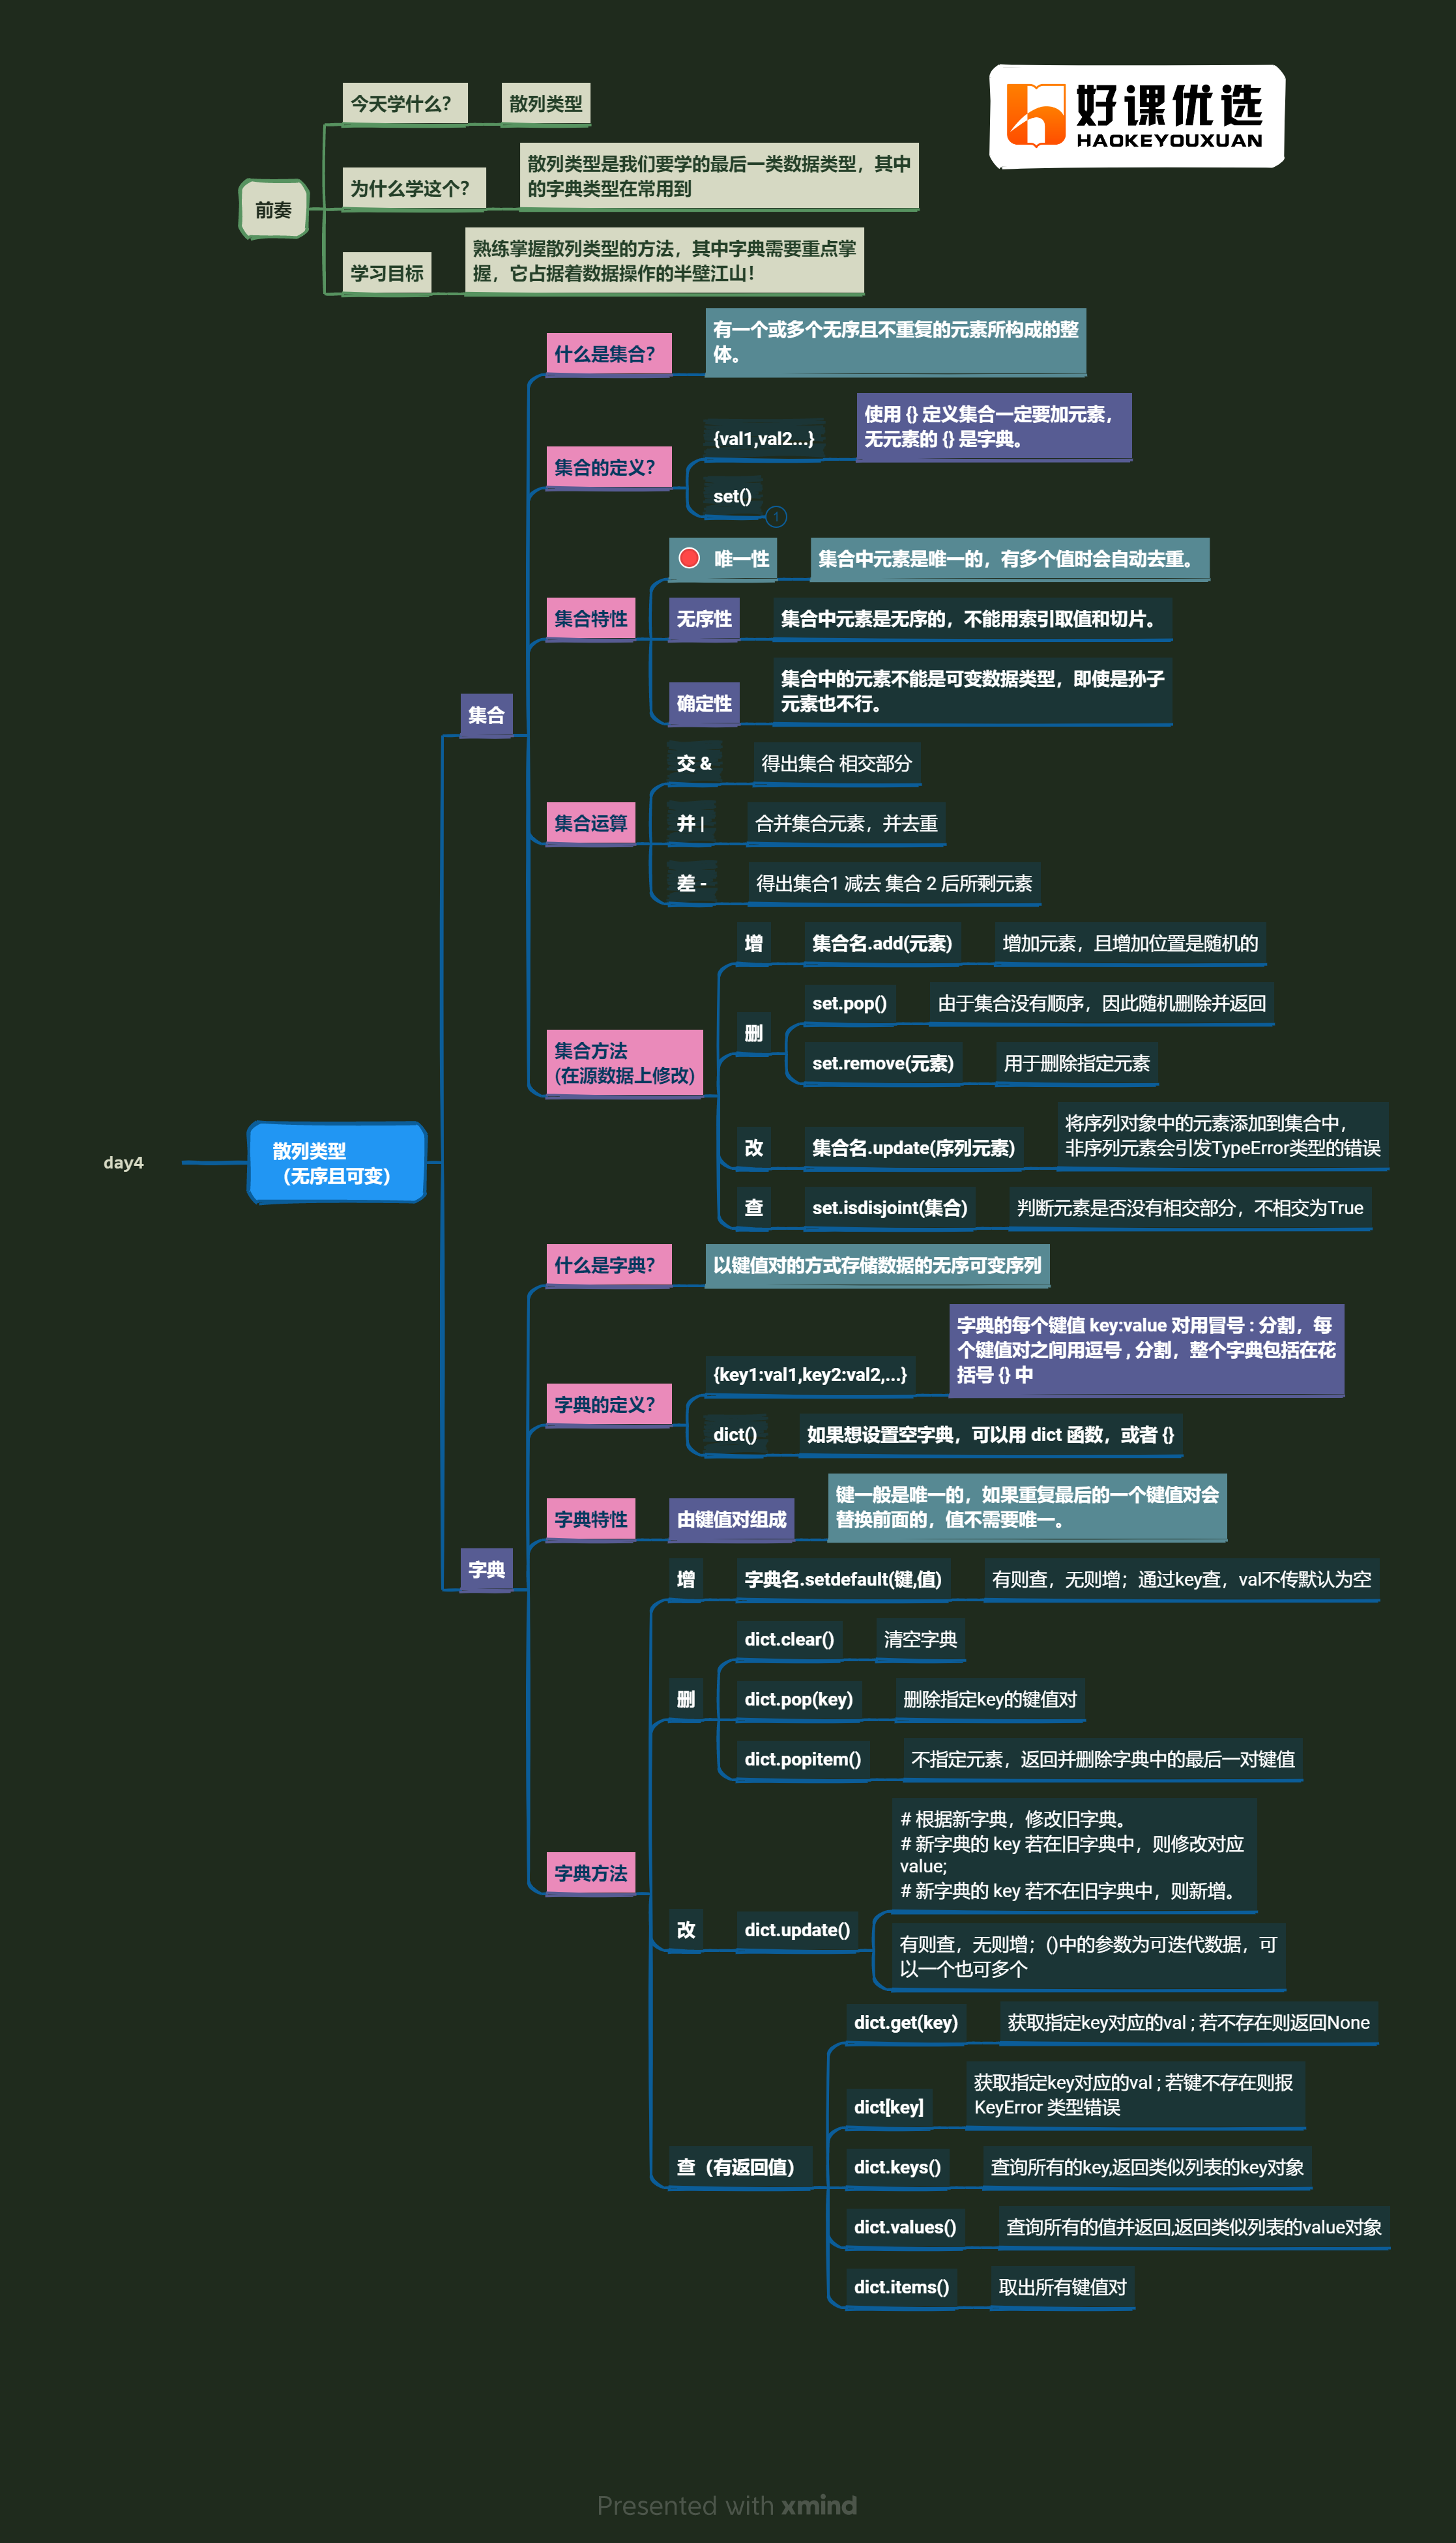 好课优选
HAOKEYOUXUAN
前奏
今天学什么?
散列类型
为什么学这个?
散列类型是我们要学的最后一类数据类型，其中
的字典类型在常用到
学习目标
熟练掌握散列类型的方法，其中字典需要重点掌
握，它占据着数据操作的半壁江山！
day4
散列类型
（无序且可变）
集合
什么是集合?
有一个或多个无序且不重复的元素所构成的整
体。
集合的定义?
{val1,val2...}
使用 {} 定义集合一定要加元素，
无元素的 {} 是字典。
set()
1
集合特性
唯一性
集合中元素是唯一的，有多个值时会自动去重。
无序性
集合中元素是无序的，不能用索引取值和切片。
确定性
集合中的元素不能是可变数据类型，即使是孙子
元素也不行。
集合运算
交 &
得出集合 相交部分
并 |
合并集合元素，并去重
差 -
得出集合1 减去 集合 2 后所剩元素
集合方法
(在源数据上修改)
增
集合名.add(元素)
增加元素，且增加位置是随机的
删
set.pop()
由于集合没有顺序，因此随机删除并返回
set.remove(元素)
用于删除指定元素
改
集合名.update(序列元素)
将序列对象中的元素添加到集合中，
非序列元素会引发TypeError类型的错误
查
set.isdisjoint(集合)
判断元素是否没有相交部分，不相交为True
字典
什么是字典?
以键值对的方式存储数据的无序可变序列
字典的定义?
{key1:val1,key2:val2,...}
字典的每个键值 key:value 对用冒号 : 分割，每
个键值对之间用逗号 , 分割，整个字典包括在花
括号 {} 中
dict()
如果想设置空字典，可以用 dict 函数，或者 {}
字典特性
由键值对组成
键一般是唯一的，如果重复最后的一个键值对会
替换前面的，值不需要唯一。
字典方法
增
字典名.setdefault(键,值)
有则查，无则增；通过key查，val不传默认为空
删
dict.clear()
清空字典
dict.pop(key)
删除指定key的键值对
dict.popitem()
不指定元素，返回并删除字典中的最后一对键值
改
dict.update()
# 根据新字典，修改旧字典。
# 新字典的 key 若在旧字典中，则修改对应
value;
# 新字典的 key 若不在旧字典中，则新增。
有则查，无则增；()中的参数为可迭代数据，可
以一个也可多个
查（有返回值）
dict.get(key)
获取指定key对应的val ; 若不存在则返回None
dict[key]
获取指定key对应的val ; 若键不存在则报
KeyError 类型错误
dict.keys()
查询所有的key,返回类似列表的key对象
dict.values()
查询所有的值并返回,返回类似列表的value对象
dict.items()
取出所有键值对
Presented with xmind